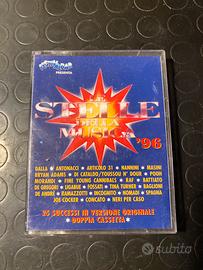 PRESENTA
LE
STELLE
DELLA
MUSICA
'96
DALLA - ANTONACCI - ARTICOLO 31 - NANNINI - MASINI
BRYAN ADAMS - DI CATALDO/YOUSSOU N' DOUR - POOH
MORANDI - FINE YOUNG CANNIBALS - RAF - BATTIATO
DE GREGORI - LIGABUE - FOSSATI - TINA TURNER - BAGLIONI
DE ANDRÉ - RAMAZZOTTI - INCOGNITO - NOMADI - SPAGNA
JOE COCKER - CONCATO - NERI PER CASO
26 SUCCESSI IN VERSIONE ORIGINALE
DOPPIA CASSETTA
subito